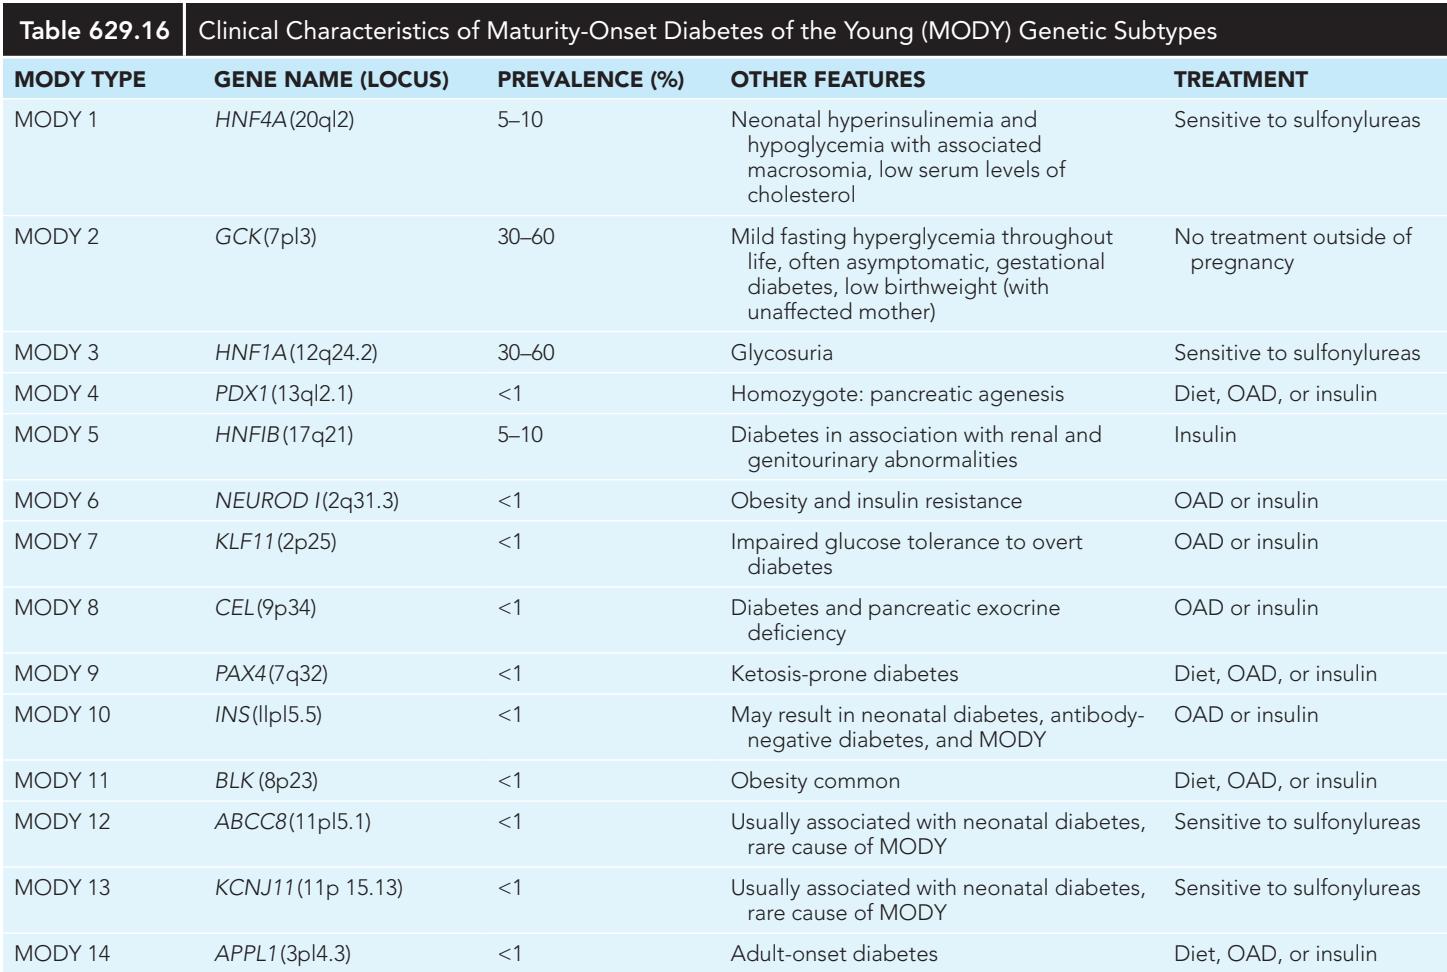 Table 629.16 Clinical Characteristics of Maturity-Onset Diabetes of the Young (MODY) Genetic Subtypes
MODY TYPE GENE NAME (LOCUS) PREVALENCE (%) OTHER FEATURES TREATMENT
MODY 1 HNF4A(20ql2) 5–10 Neonatal hyperinsulinemia and Sensitive to sulfonylureas
hypoglycemia with associated
macrosomia, low serum levels of
cholesterol
MODY 2 GCK(7pl3) 30–60 Mild fasting hyperglycemia throughout No treatment outside of
life, often asymptomatic, gestational pregnancy
diabetes, low birthweight (with
unaffected mother)
MODY 3 HNF1A(12q24.2) 30–60 Glycosuria Sensitive to sulfonylureas
MODY 4 PDX1(13ql2.1) <1 Homozygote: pancreatic agenesis Diet, OAD, or insulin
MODY 5 HNFIB(17q21) 5–10 Diabetes in association with renal and Insulin
genitourinary abnormalities
MODY 6 NEUROD I(2q31.3) <1 Obesity and insulin resistance OAD or insulin
MODY 7 KLF11(2p25) <1 Impaired glucose tolerance to overt OAD or insulin
diabetes
MODY 8 CEL(9p34) <1 Diabetes and pancreatic exocrine OAD or insulin
deficiency
MODY 9 PAX4(7q32) <1 Ketosis-prone diabetes Diet, OAD, or insulin
MODY 10 INS(llpl5.5) <1 May result in neonatal diabetes, antibody- OAD or insulin
negative diabetes, and MODY
MODY 11 BLK (8p23) <1 Obesity common Diet, OAD, or insulin
MODY 12 ABCC8(11pl5.1) <1 Usually associated with neonatal diabetes, Sensitive to sulfonylureas
rare cause of MODY
MODY 13 KCNJ11(11p 15.13) <1 Usually associated with neonatal diabetes, Sensitive to sulfonylureas
rare cause of MODY
MODY 14 APPL1(3pl4.3) <1 Adult-onset diabetes Diet, OAD, or insulin